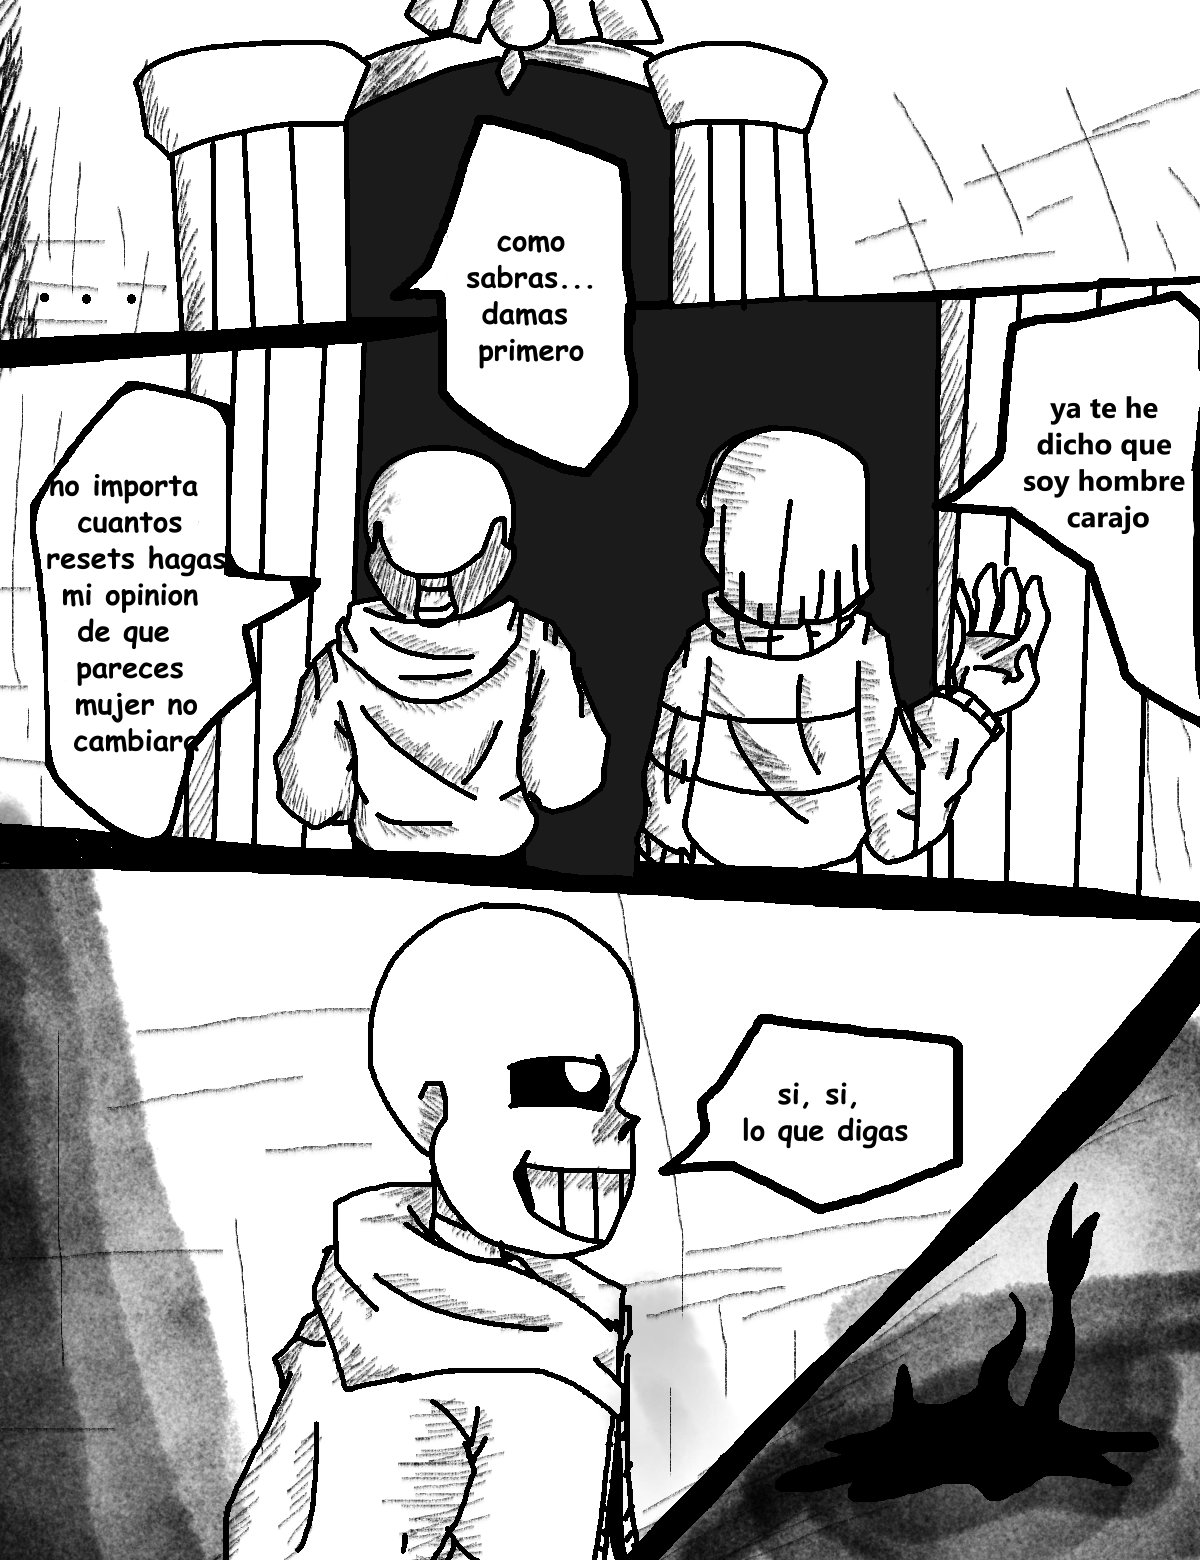 . . .
como
sabras...
damas
primero
ya te he
dicho que
soy hombre
carajo
no importa
cuantos
resets hagas
mi opinion
de que
pareces
mujer no
cambiara
si, si,
lo que digas